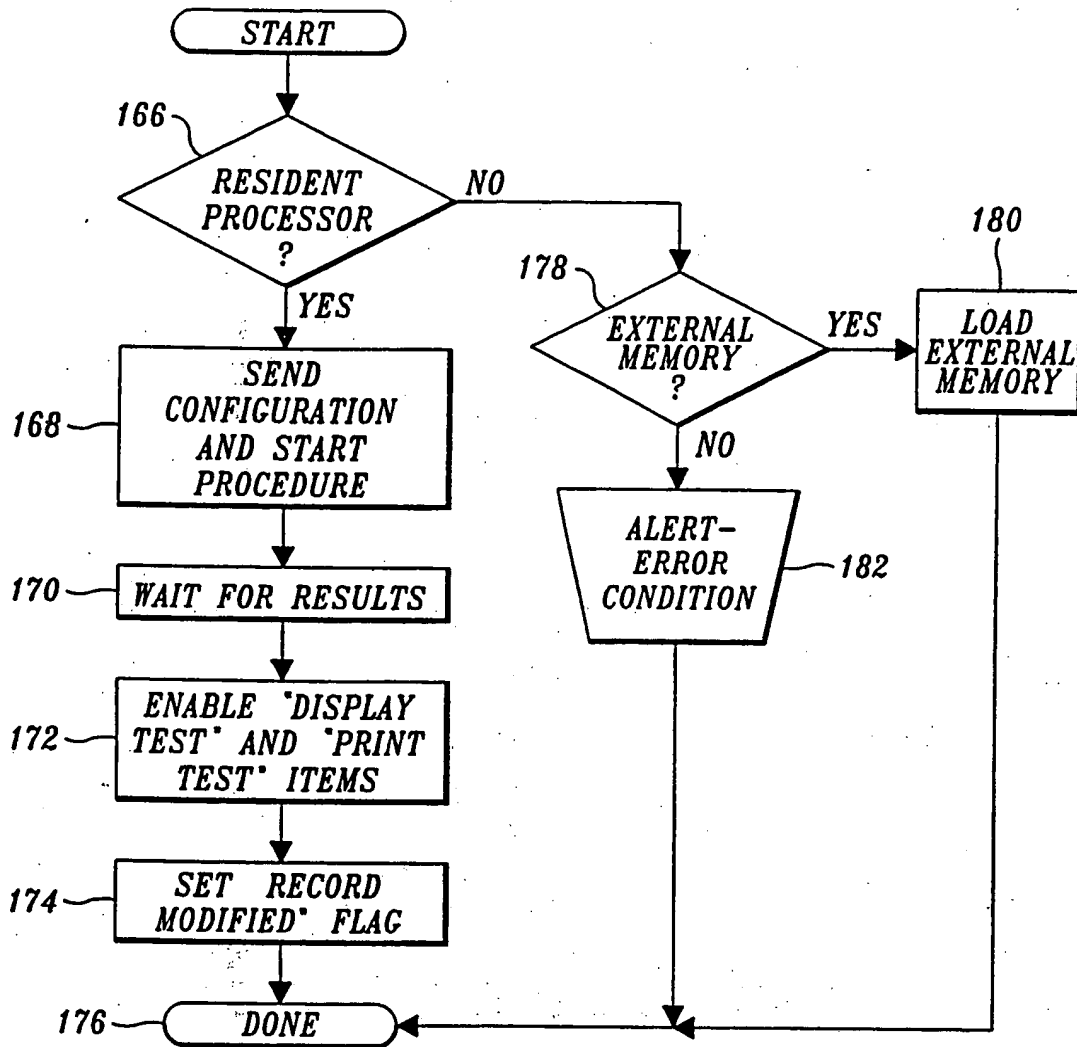 START
166
RESIDENT
PROCESSOR
?
NO
YES
168
SEND
CONFIGURATION
AND START
PROCEDURE
170
WAIT FOR RESULTS
172
ENABLE "DISPLAY
TEST" AND "PRINT
TEST" ITEMS
174
SET RECORD
MODIFIED" FLAG
176
DONE
178
EXTERNAL
MEMORY
?
YES
NO
180
LOAD
EXTERNAL
MEMORY
ALERT-
ERROR
CONDITION
182